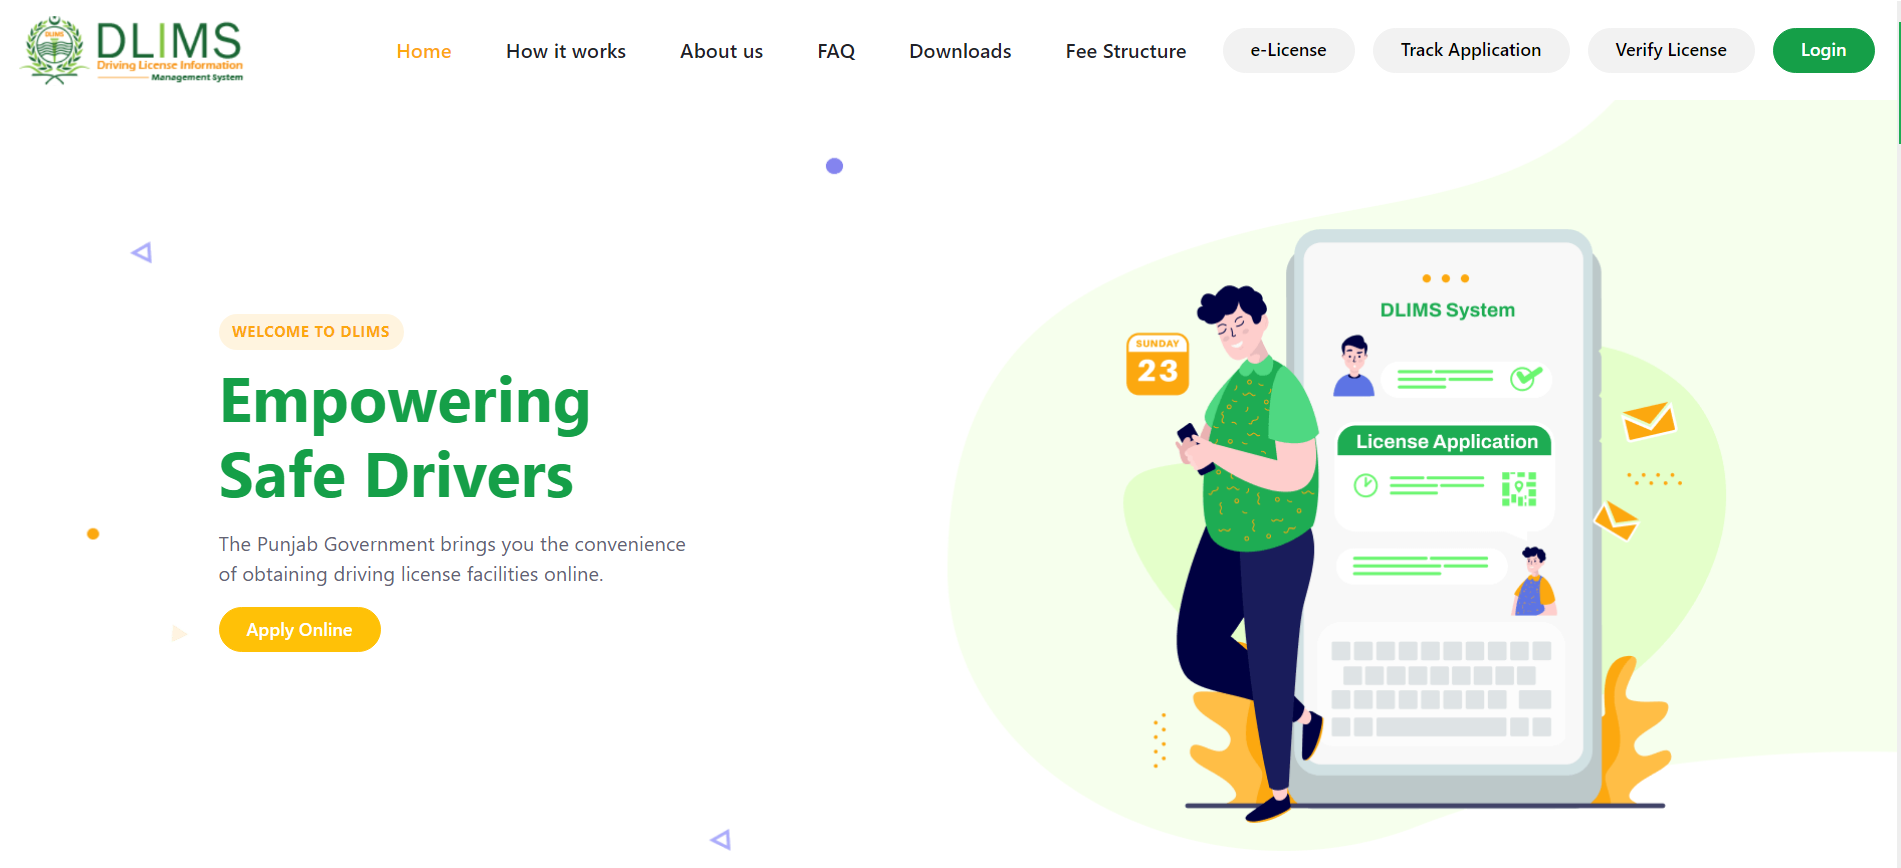 DLIMS
DLIMS
Driving License Information
Management System
Home
How it works
About us
FAQ
Downloads
Fee Structure
e-License
Track Application
Verify License
Login
WELCOME TO DLIMS
Empowering
Safe Drivers
The Punjab Government brings you the convenience
of obtaining driving license facilities online.
Apply Online
SUNDAY
23
DLIMS System
License Application